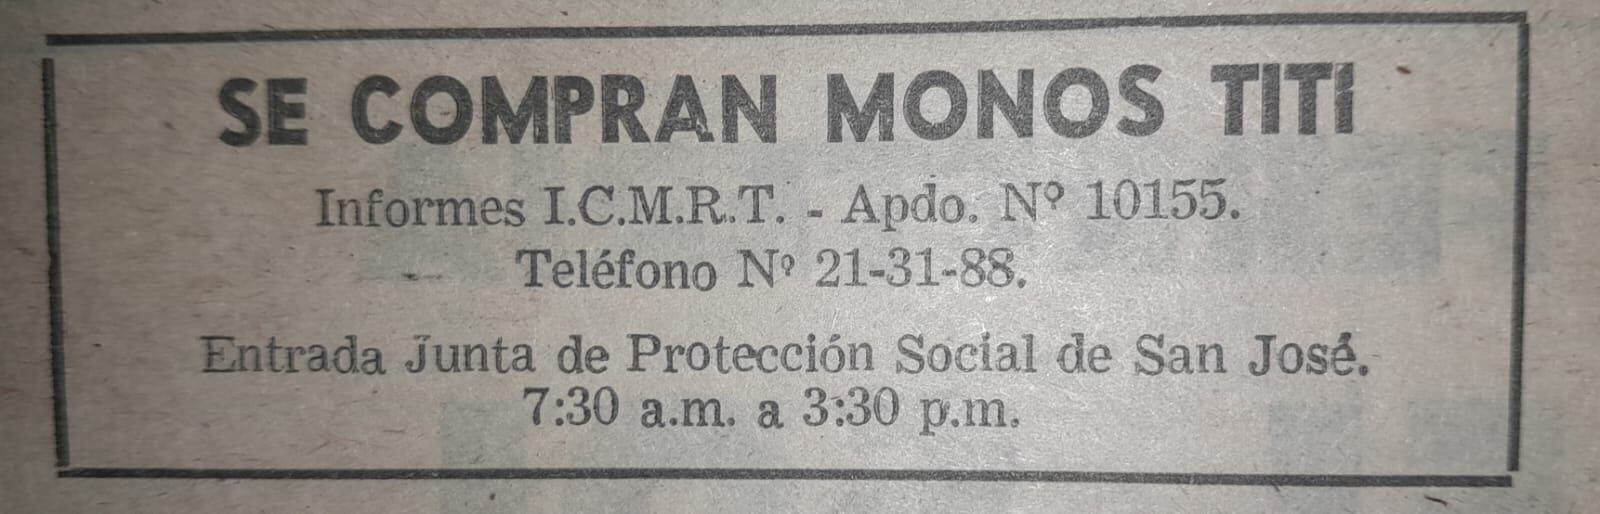 SE COMPRAN MONOS TITÍ
Informes I.C.M.R.T. - Apdo. Nº 10155.
Teléfono Nº 21-31-88.
Entrada Junta de Protección Social de San José.
7:30 a.m. a 3:30 p.m.